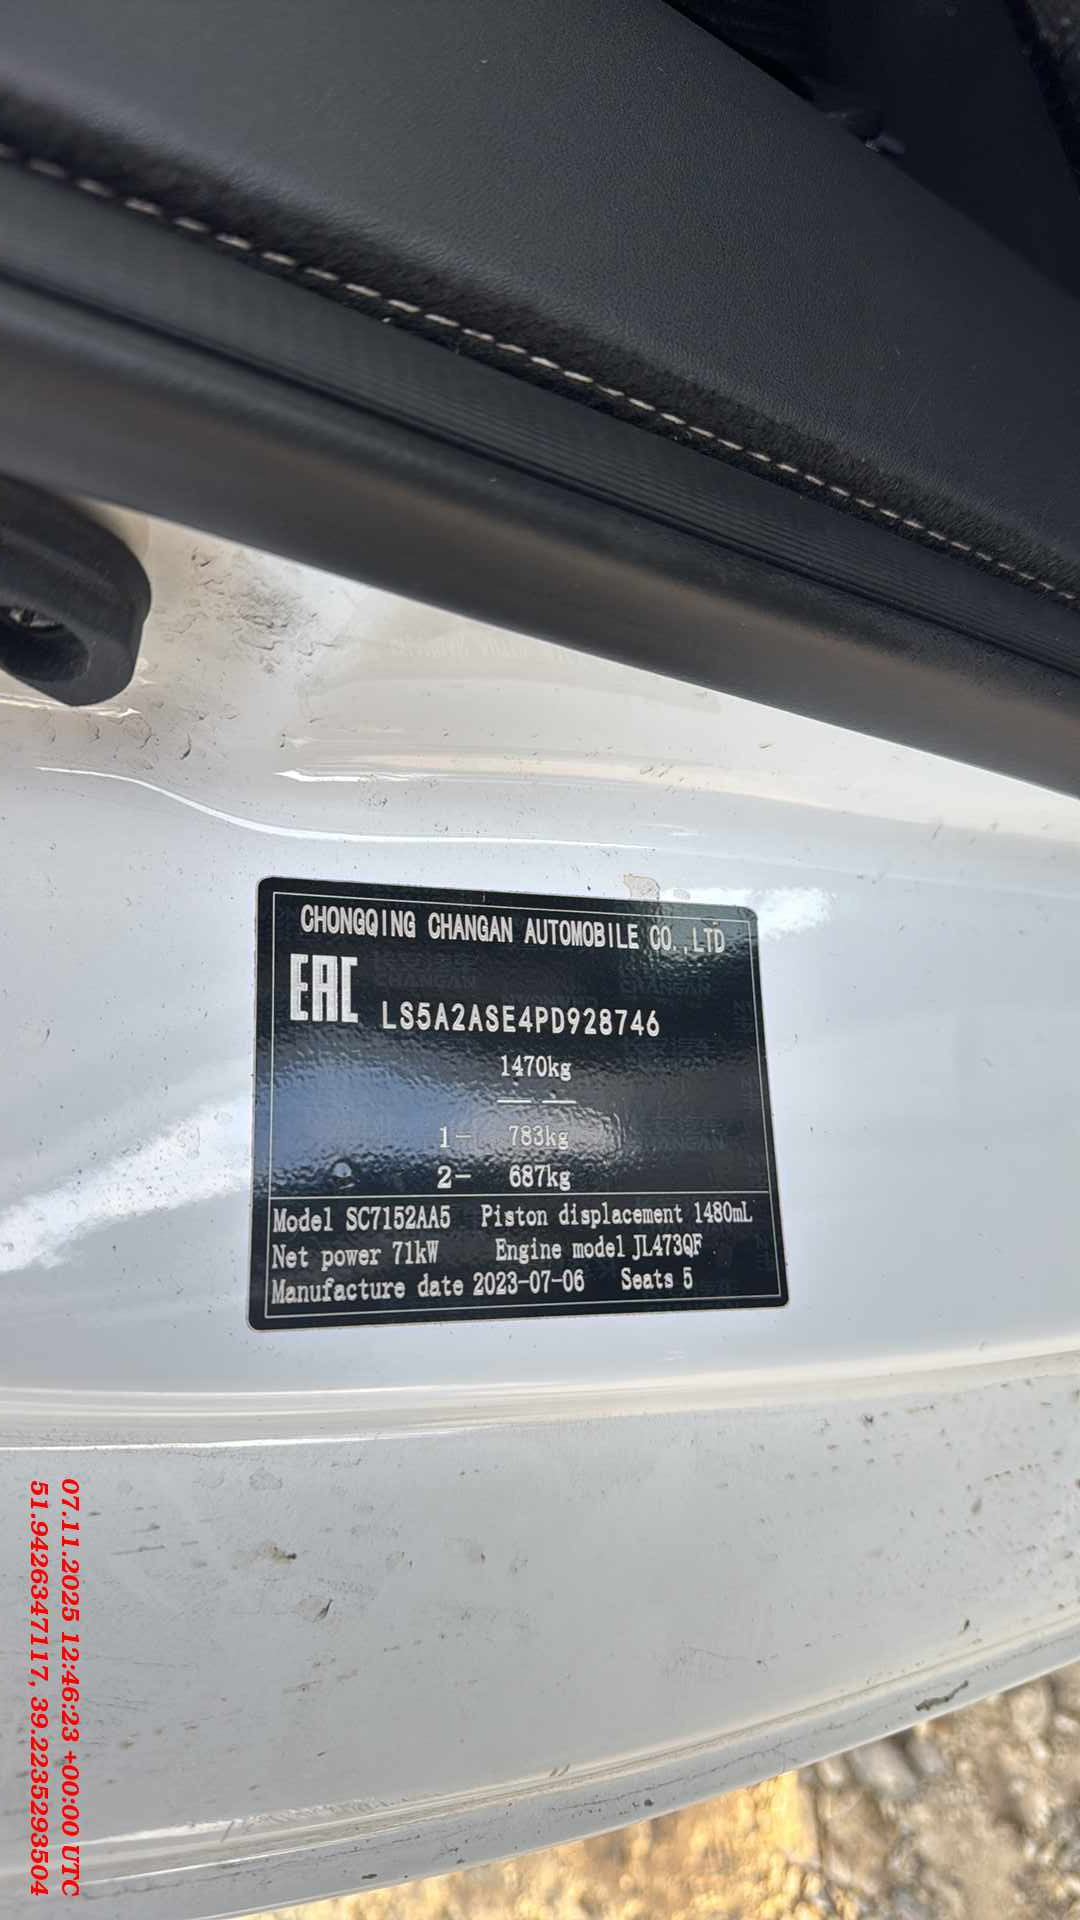 CHONGQING CHANGAN AUTOMOBILE CO.,LTD
EAC
LS5A2ASE4PD928746
1470kg
— —
1- 783kg
2- 687kg
Model SC7152AA5 Piston displacement 1480mL
Net power 71kW Engine model JL473QF
Manufacture date 2023-07-06 Seats 5
07.11.2025 12:46:23 +00:00 UTC
51.9426347117, 39.2235293504